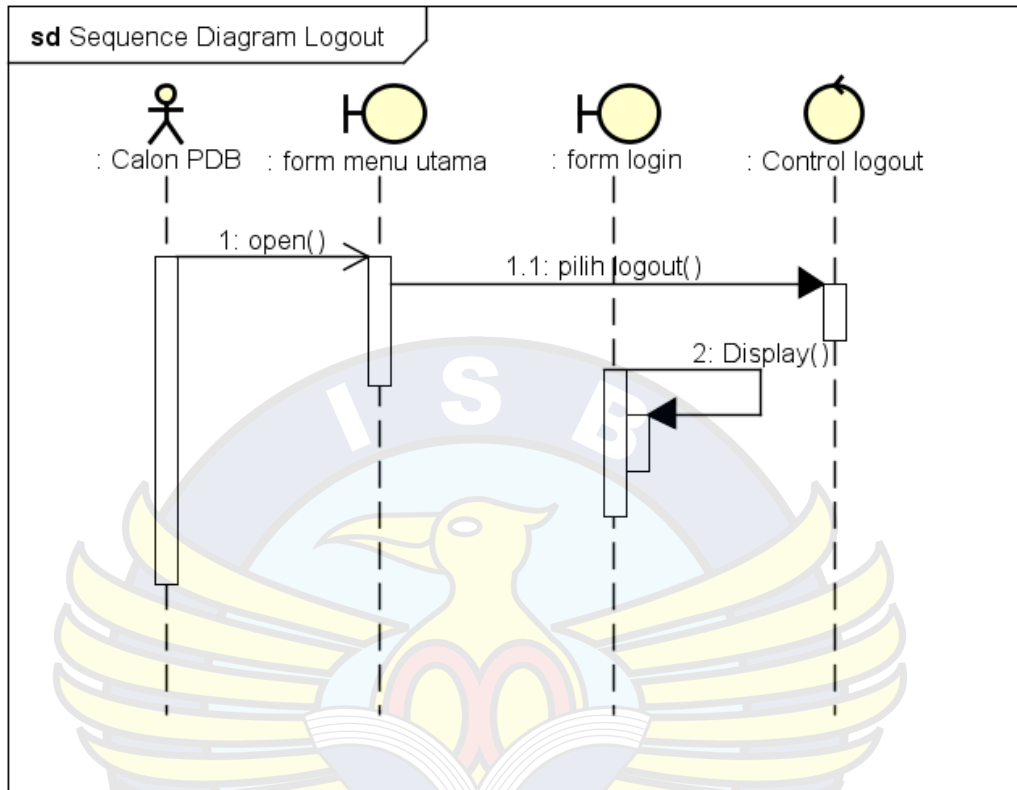 sd Sequence Diagram Logout
: Calon PDB
: form menu utama
: form login
: Control logout
1: open()
1.1: pilih logout()
2: Display()
I S B